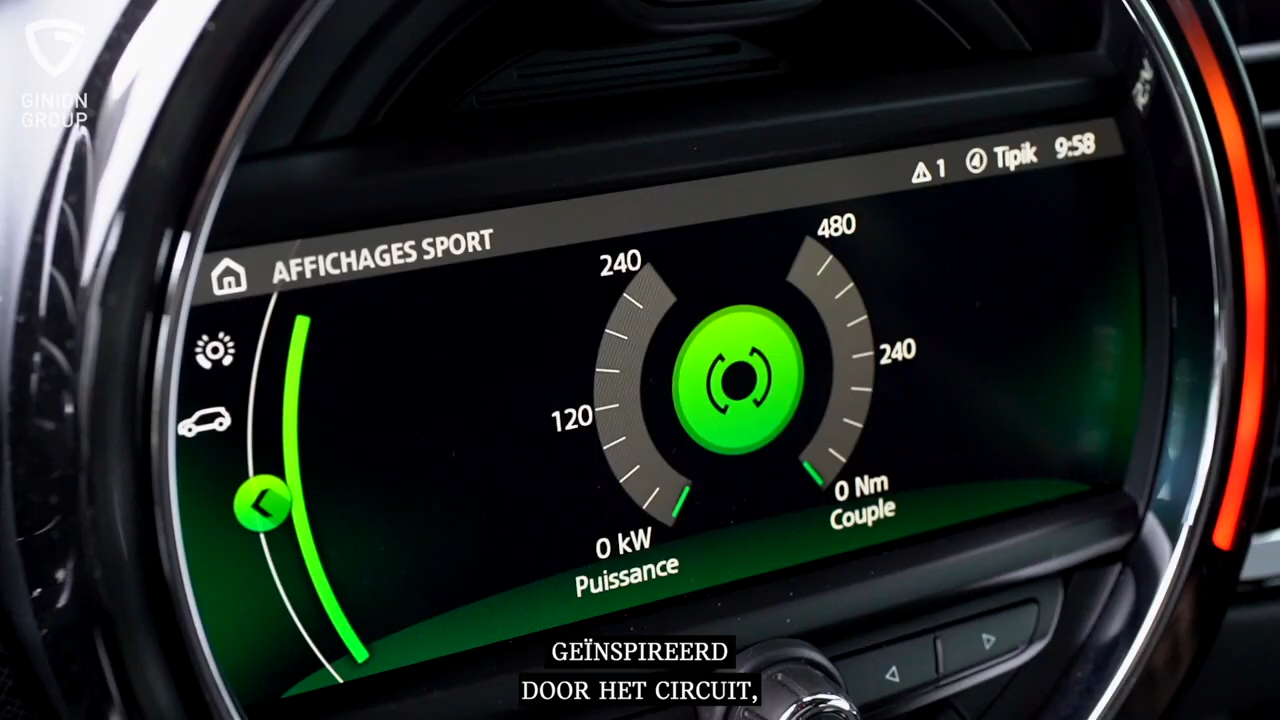 GINION
GROUP
1 Tipik 9:58
AFFICHAGES SPORT
240
480
120
240
0 kW
Puissance
0 Nm
Couple
GEÏNSPIREERD
DOOR HET CIRCUIT,